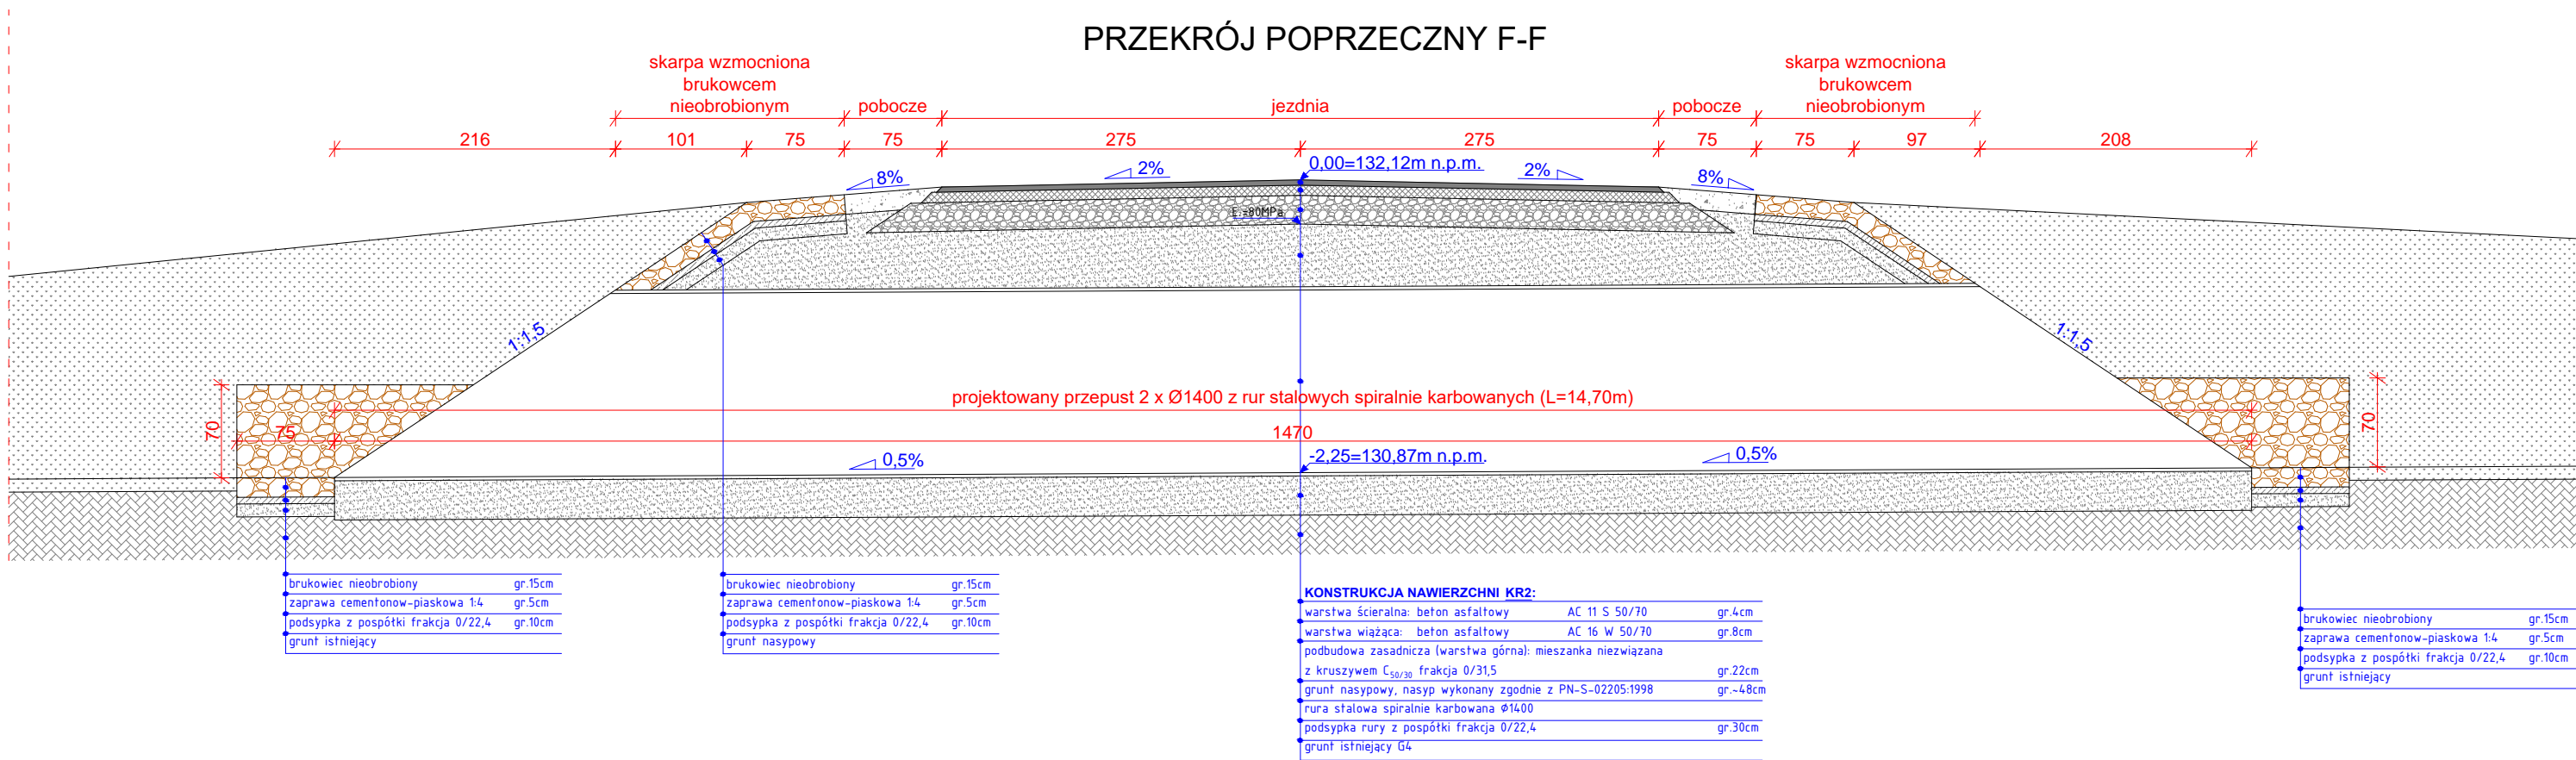 PRZEKRÓJ POPRZECZNY F-F
skarpa wzmocniona
brukowcem
nieobrobionym
pobocze
jezdnia
pobocze
skarpa wzmocniona
brukowcem
nieobrobionym
216
101
75
75
275
275
75
75
97
208
8%
2%
0,00=132,12m n.p.m.
2%
8%
=80MPa
1:1,5
1:1,5
projektowany przepust 2 x Ø1400 z rur stalowych spiralnie karbowanych (L=14,70m)
70
75
1470
70
0,5%
-2,25=130,87m n.p.m.
0,5%
brukowiec nieobrobiony gr.15cm
zaprawa cementonow-piaskowa 1:4 gr.5cm
podsypka z pospółki frakcja 0/22,4 gr.10cm
grunt istniejący
brukowiec nieobrobiony gr.15cm
zaprawa cementonow-piaskowa 1:4 gr.5cm
podsypka z pospółki frakcja 0/22,4 gr.10cm
grunt nasypowy
KONSTRUKCJA NAWIERZCHNI KR2:
warstwa ścieralna: beton asfaltowy AC 11 S 50/70 gr.4cm
warstwa wiążąca: beton asfaltowy AC 16 W 50/70 gr.8cm
podbudowa zasadnicza (warstwa górna): mieszanka niezwiązana
z kruszywem C50/30 frakcja 0/31,5 gr.22cm
grunt nasypowy, nasyp wykonany zgodnie z PN-S-02205:1998 gr.~48cm
rura stalowa spiralnie karbowana Ø1400
podsypka rury z pospółki frakcja 0/22,4 gr.30cm
grunt istniejący G4
brukowiec nieobrobiony gr.15cm
zaprawa cementonow-piaskowa 1:4 gr.5cm
podsypka z pospółki frakcja 0/22,4 gr.10cm
grunt istniejący